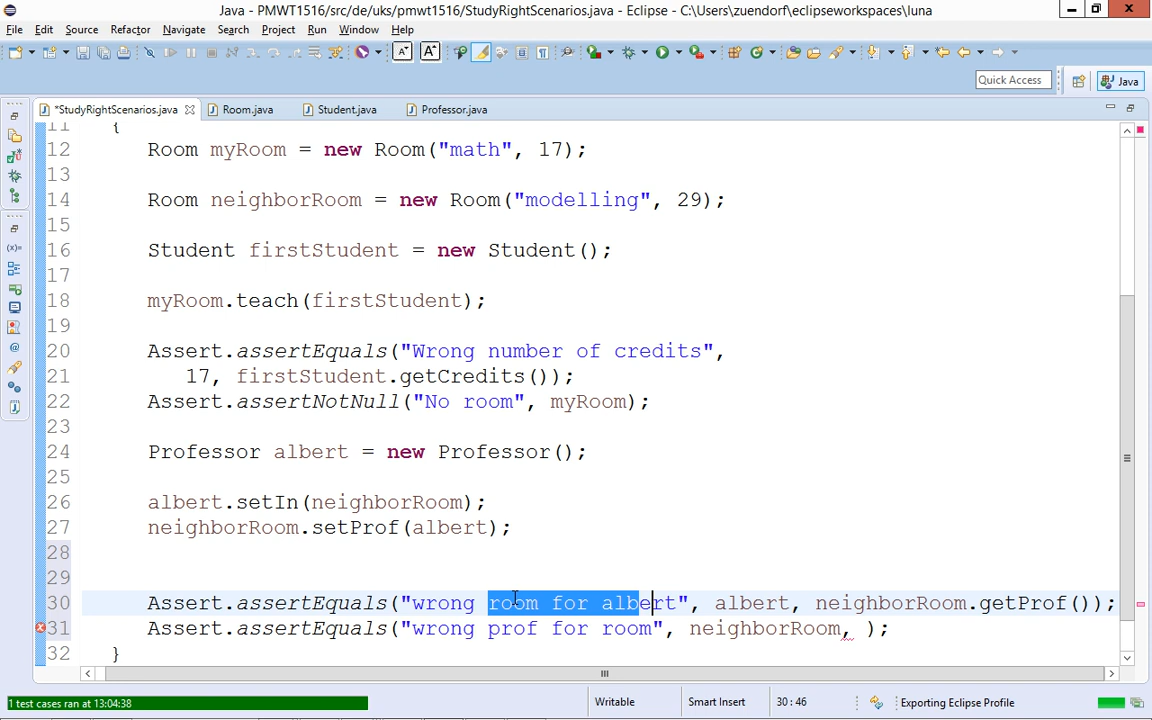 Java - PMWT1516/src/de/uks/pmwt1516/StudyRightScenarios.java - Eclipse - C:\Users\zuendorf\eclipseworkspaces\luna
File Edit Source Refactor Navigate Search Project Run Window Help
Quick Access
Java
*StudyRightScenarios.java
Room.java
Student.java
Professor.java
11 {
12 Room myRoom = new Room("math", 17);
13
14 Room neighborRoom = new Room("modelling", 29);
15
16 Student firstStudent = new Student();
17
18 myRoom.teach(firstStudent);
19
20 Assert.assertEquals("Wrong number of credits",
21 17, firstStudent.getCredits());
22 Assert.assertNotNull("No room", myRoom);
23
24 Professor albert = new Professor();
25
26 albert.setIn(neighborRoom);
27 neighborRoom.setProf(albert);
28
29
30 Assert.assertEquals("wrong room for albert", albert, neighborRoom.getProf());
31 Assert.assertEquals("wrong prof for room", neighborRoom, );
32 }
1 test cases ran at 13:04:38
Writable
Smart Insert
30 : 46
Exporting Eclipse Profile